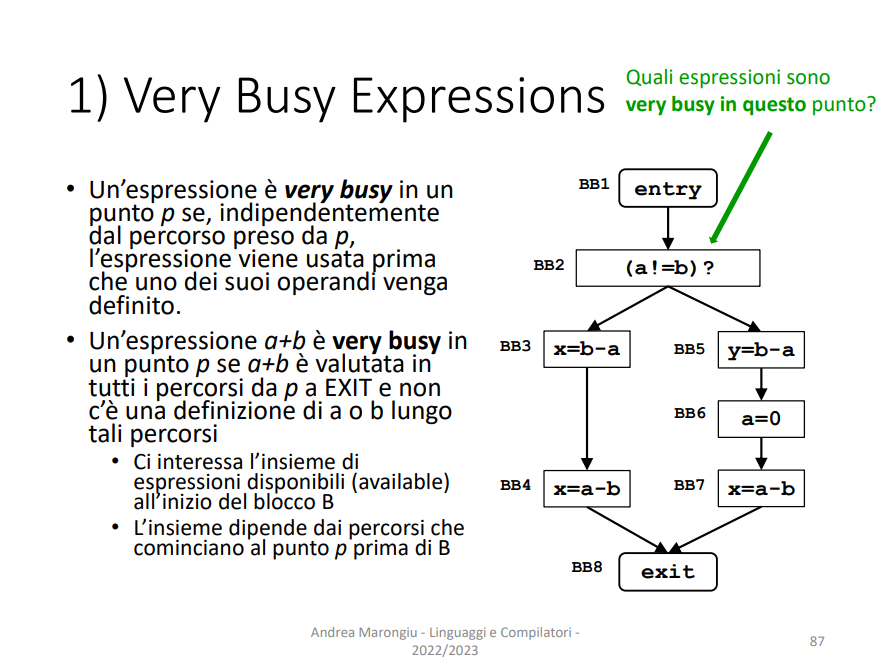 1) Very Busy Expressions
Quali espressioni sono
very busy in questo punto?
• Un’espressione è very busy in un
punto p se, indipendentemente
dal percorso preso da p,
l’espressione viene usata prima
che uno dei suoi operandi venga
definito.
• Un’espressione a+b è very busy in
un punto p se a+b è valutata in
tutti i percorsi da p a EXIT e non
c’è una definizione di a o b lungo
tali percorsi
• Ci interessa l’insieme di
espressioni disponibili (available)
all’inizio del blocco B
• L’insieme dipende dai percorsi che
cominciano al punto p prima di B
BB1 entry
BB2 (a!=b)?
BB3 x=b-a BB5 y=b-a
BB6 a=0
BB4 x=a-b BB7 x=a-b
BB8 exit
Andrea Marongiu - Linguaggi e Compilatori -
2022/2023
87